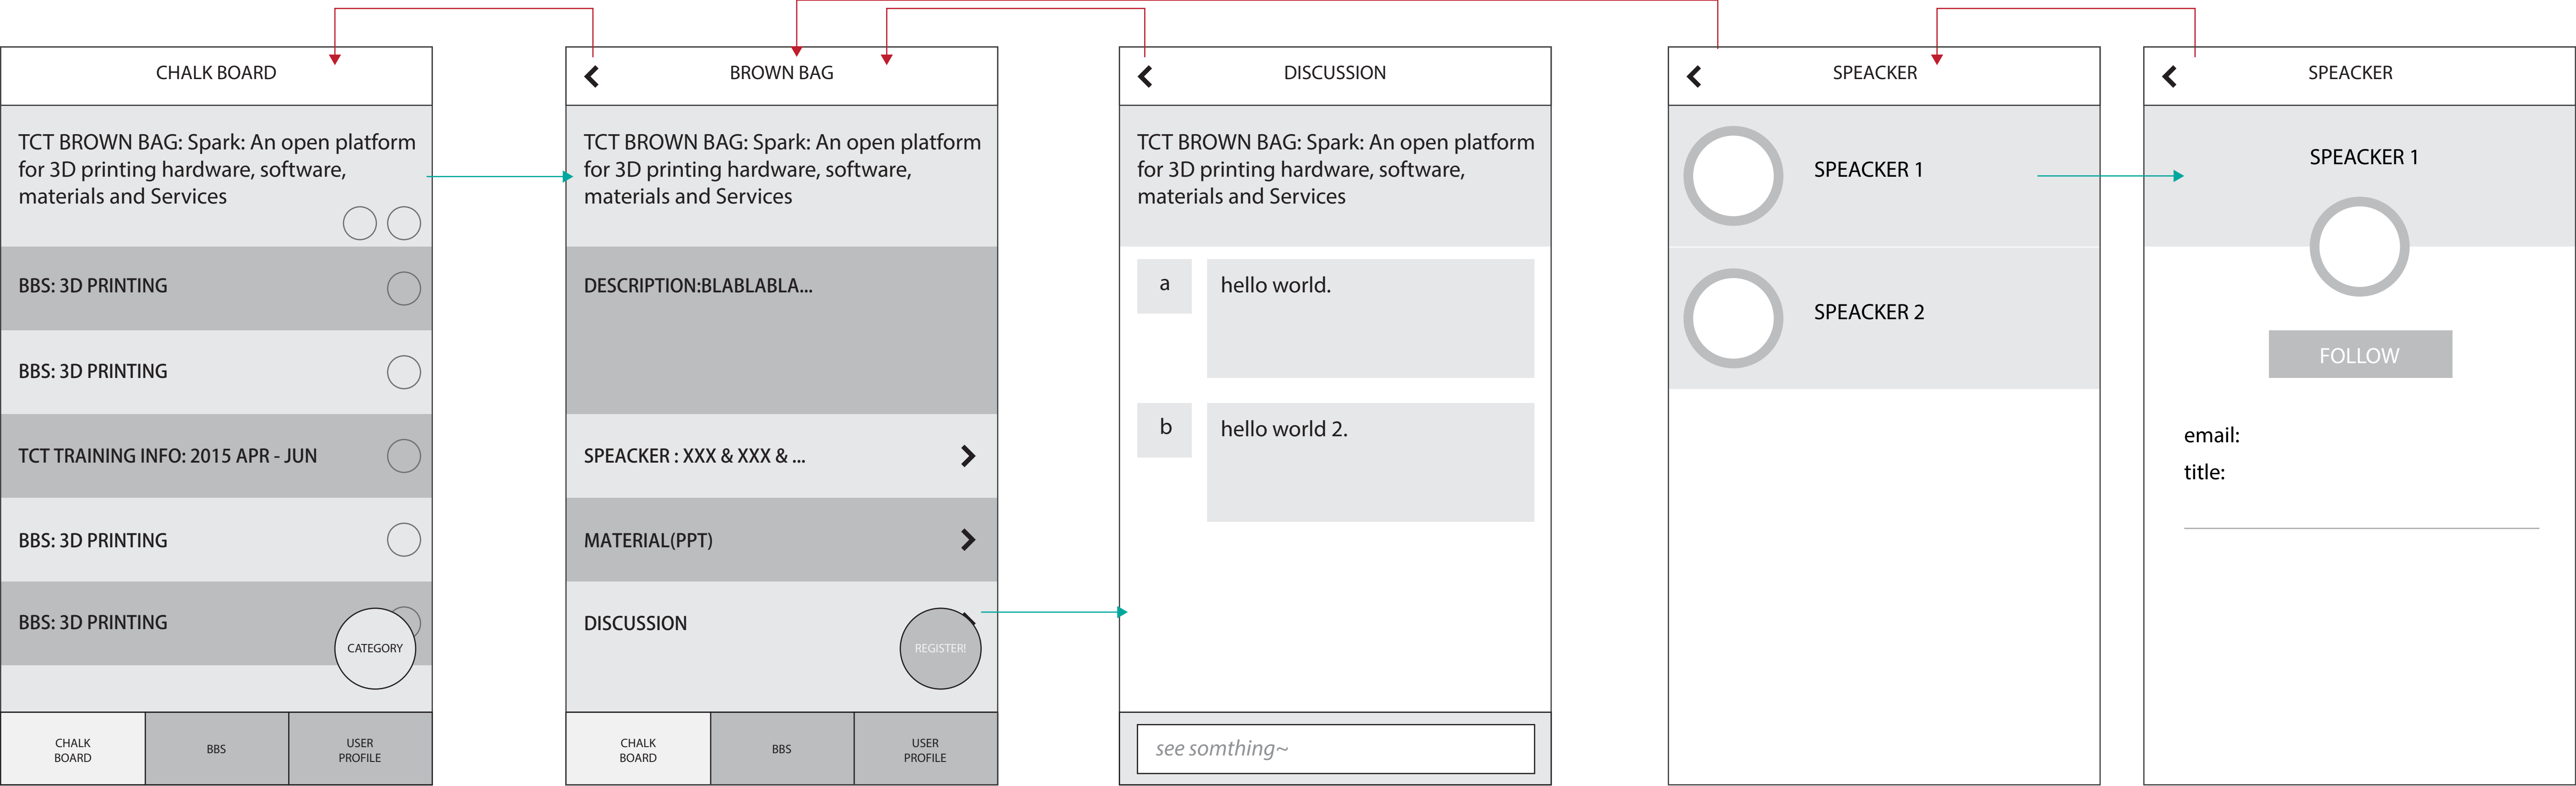 CHALK BOARD
TCT BROWN BAG: Spark: An open platform
for 3D printing hardware, software,
materials and Services
BBS: 3D PRINTING
BBS: 3D PRINTING
TCT TRAINING INFO: 2015 APR - JUN
BBS: 3D PRINTING
BBS: 3D PRINTING
CATEGORY
CHALK
BOARD
BBS
USER
PROFILE
BROWN BAG
TCT BROWN BAG: Spark: An open platform
for 3D printing hardware, software,
materials and Services
DESCRIPTION:BLABLABLA...
SPEACKER : XXX & XXX & ...
MATERIAL(PPT)
DISCUSSION
REGISTER!
CHALK
BOARD
BBS
USER
PROFILE
DISCUSSION
TCT BROWN BAG: Spark: An open platform
for 3D printing hardware, software,
materials and Services
a
hello world.
b
hello world 2.
see somthing~
SPEACKER
SPEACKER 1
SPEACKER 2
SPEACKER
SPEACKER 1
FOLLOW
email:
title: